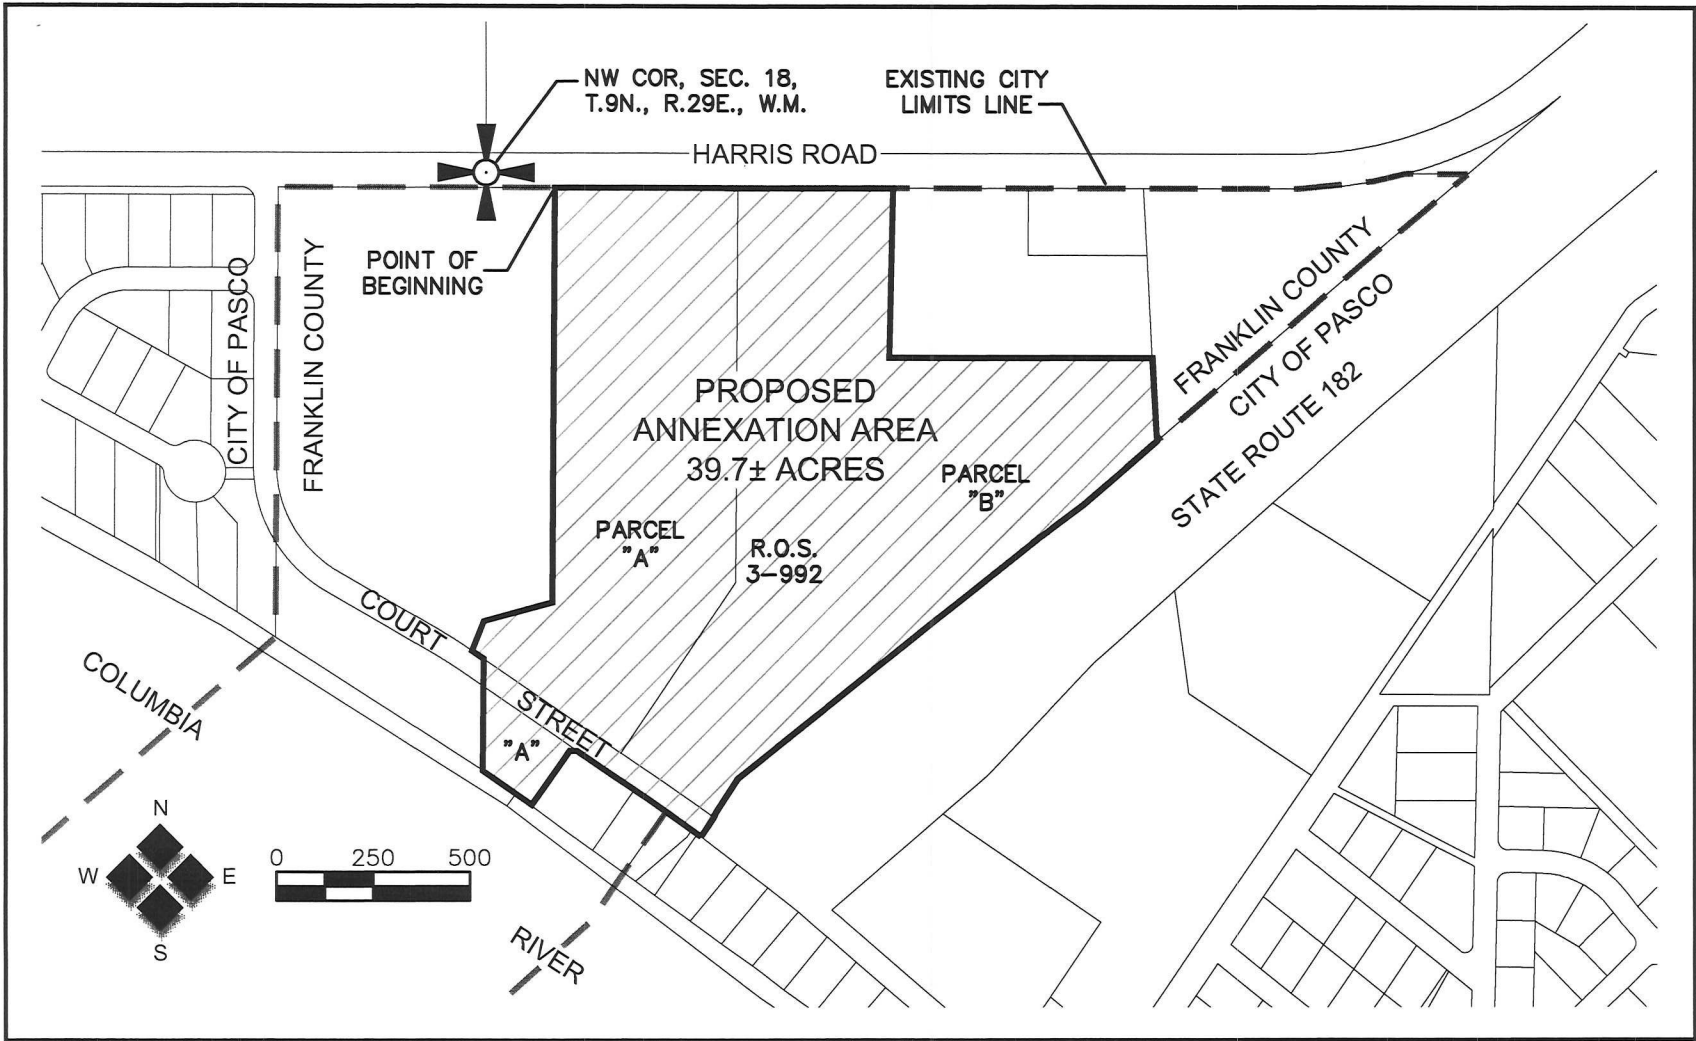 NW COR, SEC. 18,
T.9N., R.29E., W.M.
EXISTING CITY
LIMITS LINE
HARRIS ROAD
POINT OF
BEGINNING
CITY OF PASCO
FRANKLIN COUNTY
FRANKLIN COUNTY
CITY OF PASCO
STATE ROUTE 182
PROPOSED
ANNEXATION AREA
39.7± ACRES
PARCEL
"B"
PARCEL
"A"
R.O.S.
3-992
COURT
STREET
"A"
COLUMBIA
RIVER
N
W E
S
0 250 500